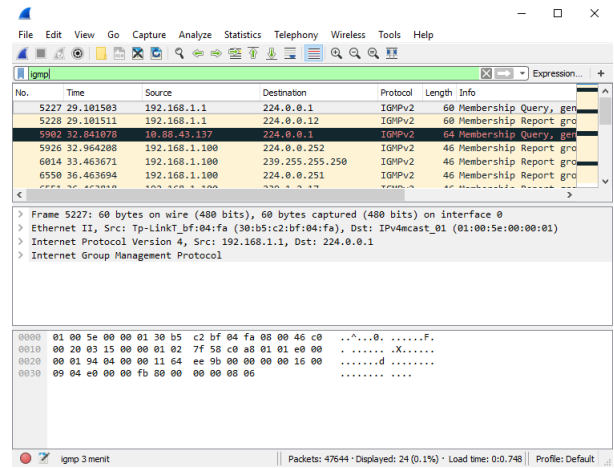 File Edit View Go Capture Analyze Statistics Telephony Wireless Tools Help
igmp Expression... +
No. Time Source Destination Protocol Length Info
5227 29.101503 192.168.1.1 224.0.0.1 IGMPv2 60 Membership Query, gen
5228 29.101511 192.168.1.1 224.0.0.12 IGMPv2 60 Membership Report gro
5902 32.841078 10.88.43.137 224.0.0.1 IGMPv2 64 Membership Query, gen
5926 32.964208 192.168.1.100 224.0.0.252 IGMPv2 46 Membership Report gro
6014 33.463671 192.168.1.100 239.255.255.250 IGMPv2 46 Membership Report gro
6550 36.463694 192.168.1.100 224.0.0.251 IGMPv2 46 Membership Report gro
> Frame 5227: 60 bytes on wire (480 bits), 60 bytes captured (480 bits) on interface 0
> Ethernet II, Src: Tp-LinkT_bf:04:fa (30:b5:c2:bf:04:fa), Dst: IPv4mcast_01 (01:00:5e:00:00:01)
> Internet Protocol Version 4, Src: 192.168.1.1, Dst: 224.0.0.1
> Internet Group Management Protocol
0000 01 00 5e 00 00 01 30 b5 c2 bf 04 fa 08 00 46 c0 ..^...0. ......F.
0010 00 20 03 15 00 00 01 02 7f 58 c0 a8 01 01 e0 00 . ...... .X......
0020 00 01 94 04 00 00 11 64 ee 9b 00 00 00 00 16 00 .......d ........
0030 09 04 e0 00 00 fb 80 00 00 00 08 06 ........ ....
igmp 3 menit Packets: 47644 · Displayed: 24 (0.1%) · Load time: 0:0.748 Profile: Default